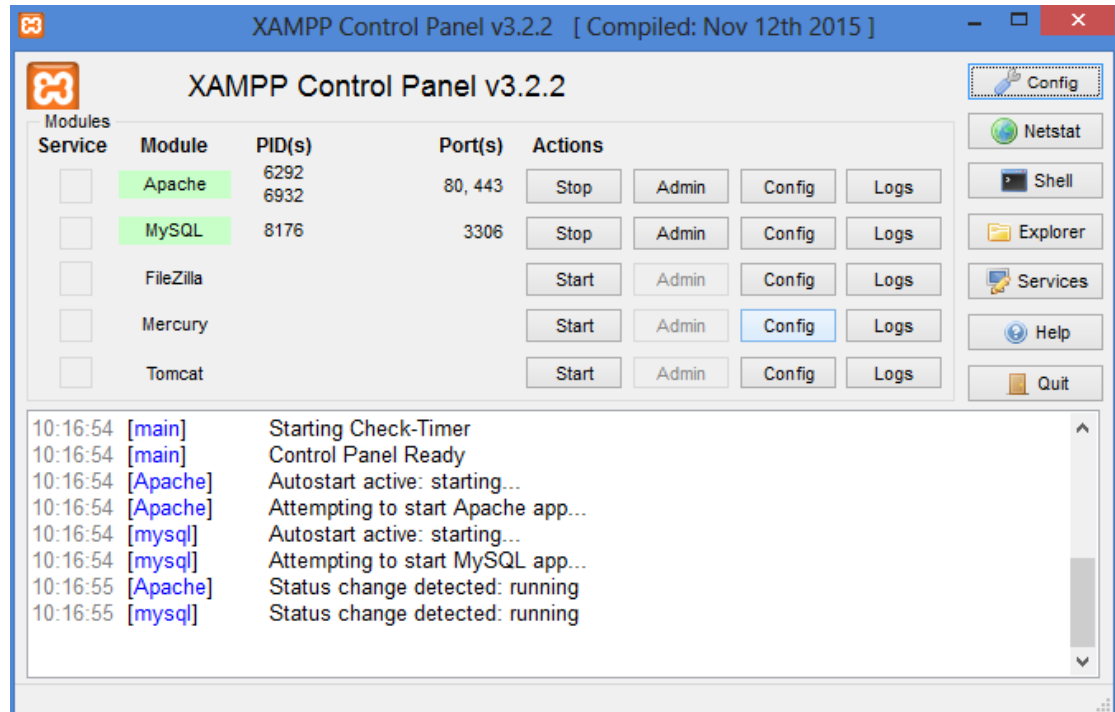 XAMPP Control Panel v3.2.2 [ Compiled: Nov 12th 2015 ]
XAMPP Control Panel v3.2.2
Config
Modules
Service Module PID(s) Port(s) Actions
Netstat
Apache 6292 6932 80, 443 Stop Admin Config Logs
Shell
MySQL 8176 3306 Stop Admin Config Logs
Explorer
FileZilla Start Admin Config Logs
Services
Mercury Start Admin Config Logs
Help
Tomcat Start Admin Config Logs
Quit
10:16:54 [main] Starting Check-Timer
10:16:54 [main] Control Panel Ready
10:16:54 [Apache] Autostart active: starting...
10:16:54 [Apache] Attempting to start Apache app...
10:16:54 [mysql] Autostart active: starting...
10:16:54 [mysql] Attempting to start MySQL app...
10:16:55 [Apache] Status change detected: running
10:16:55 [mysql] Status change detected: running